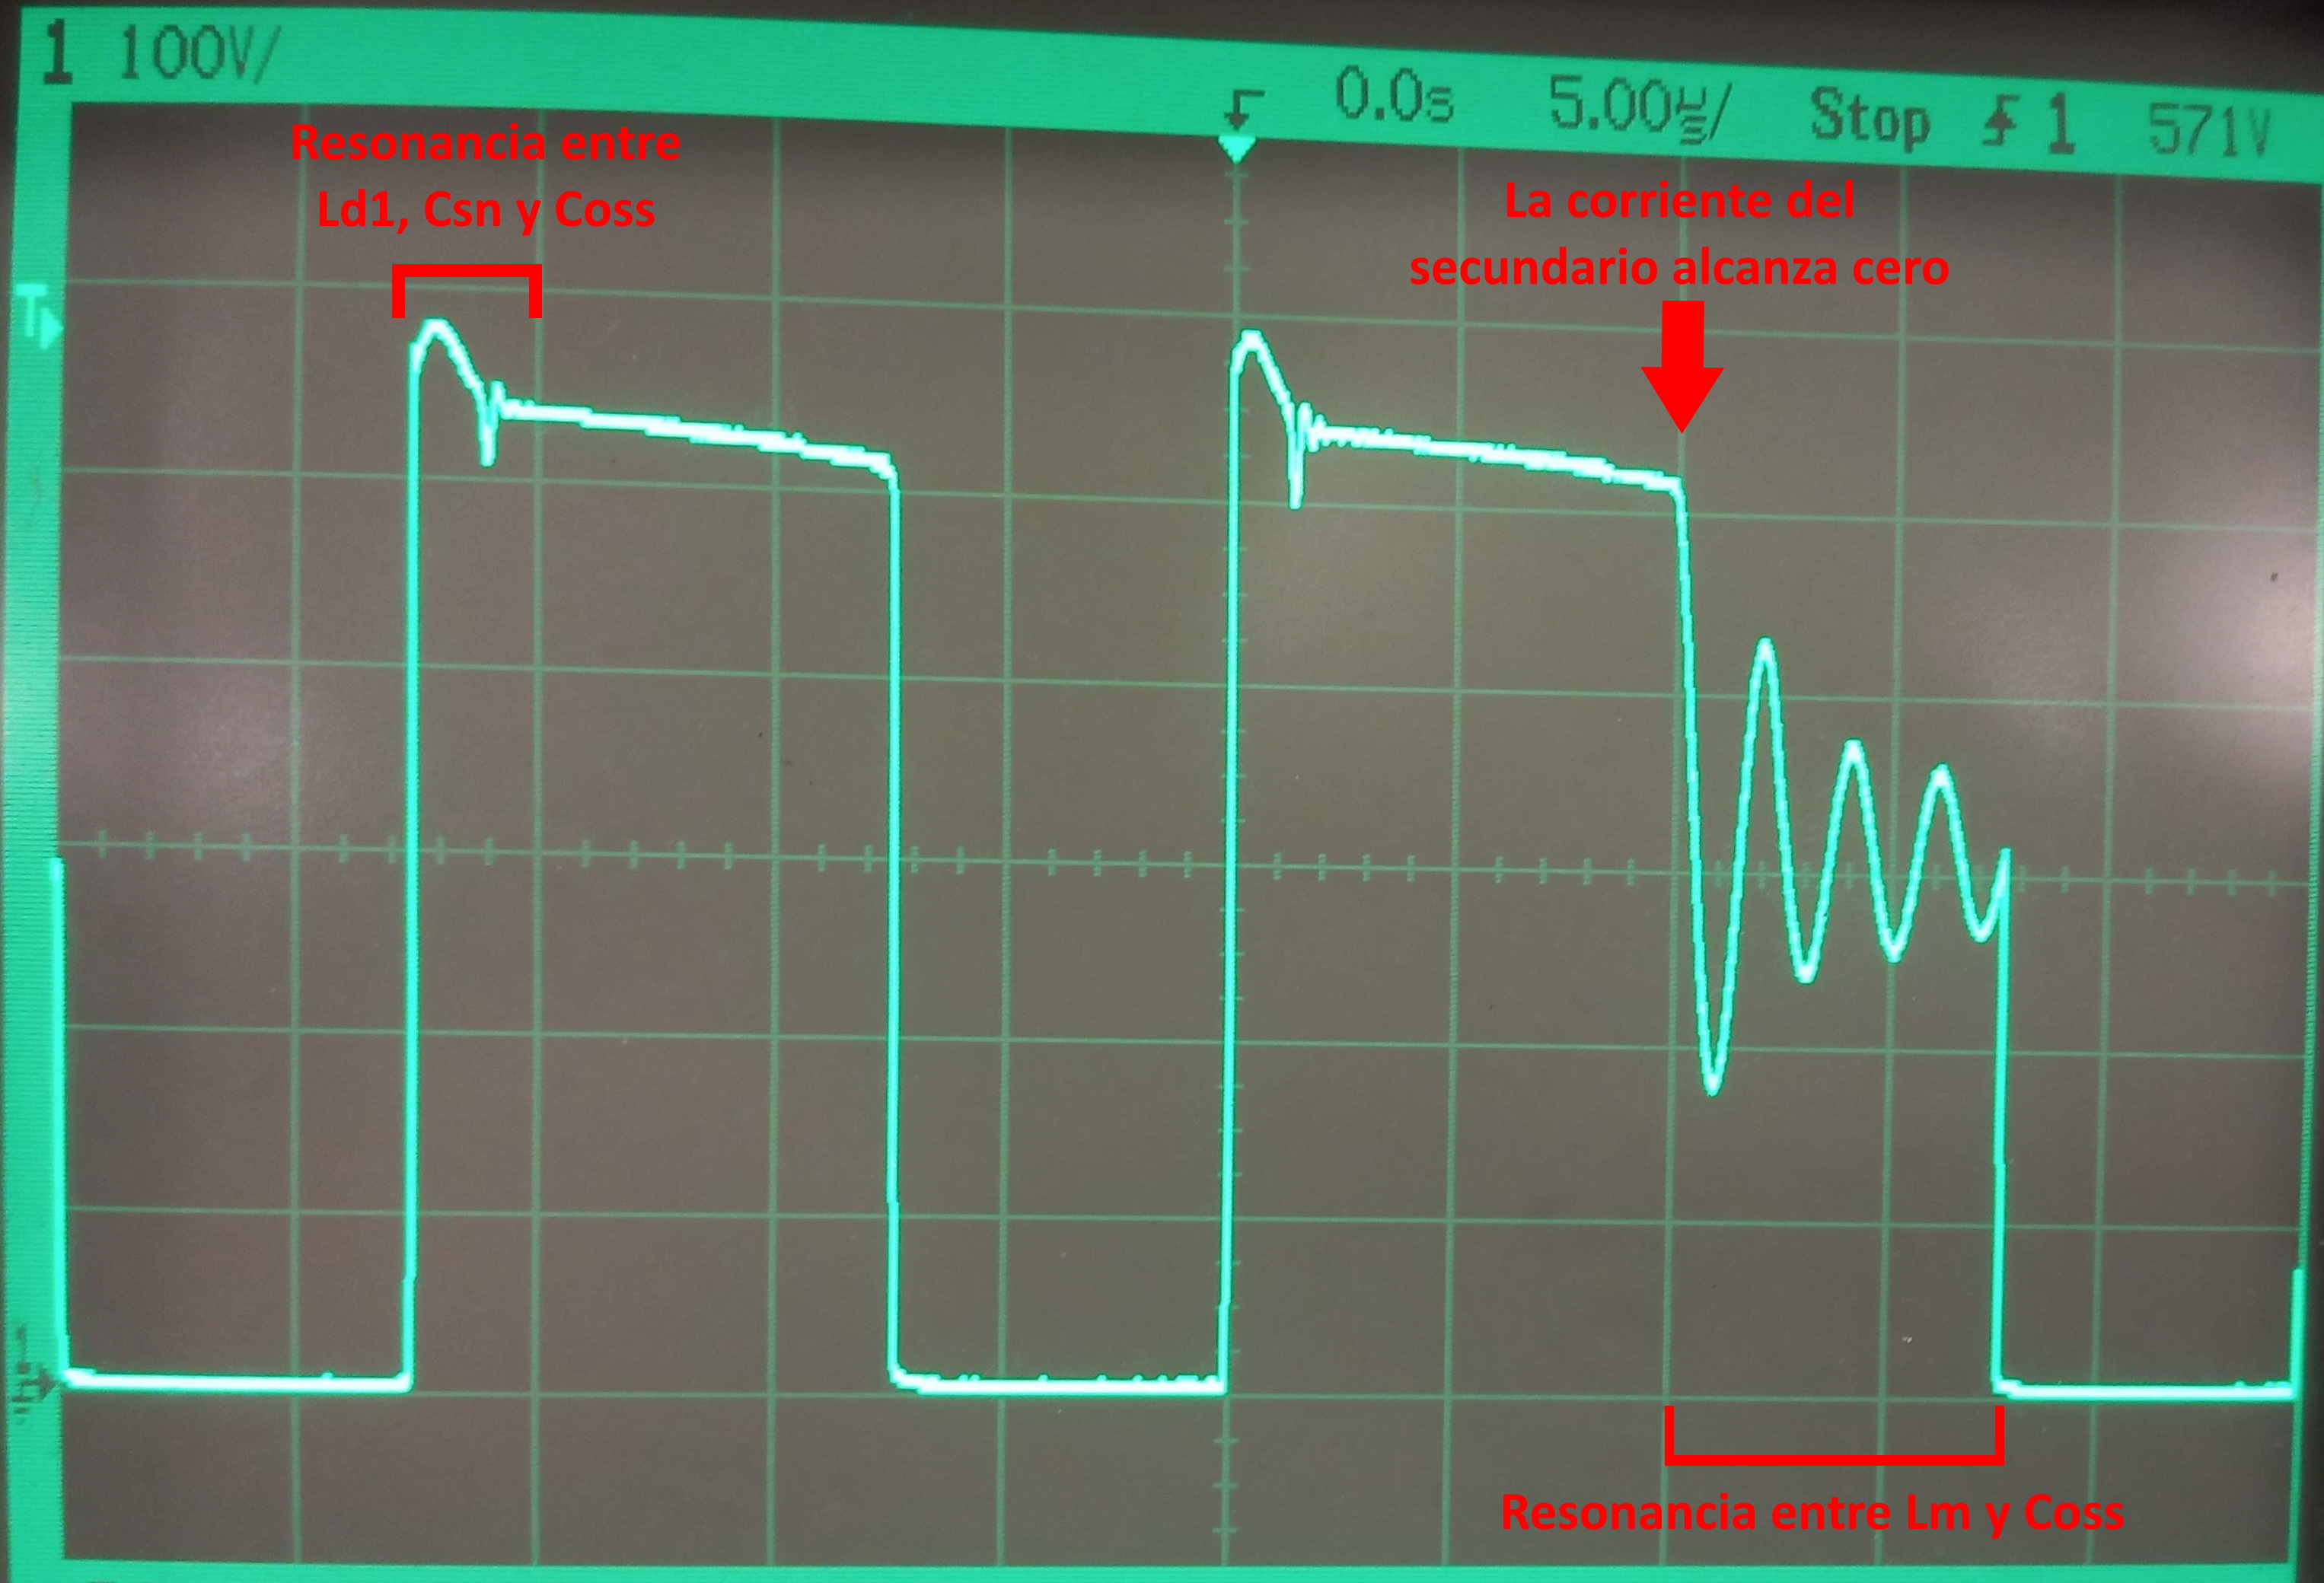 1 100V/
0.0s 5.00µs/ Stop 1 571V
Resonancia entre
Ld1, Csn y Coss
La corriente del
secundario alcanza cero
T
1
Resonancia entre Lm y Coss